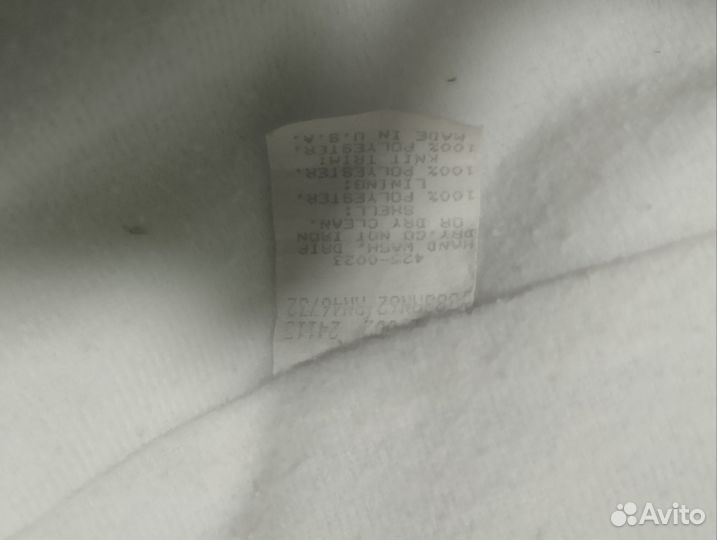 425-0023
HAND WASH. DRIP
DRY.DO NOT IRON
OR DRY CLEAN.
SHELL:
100% POLYESTER.
LINING:
100% POLYESTER.
KNIT TRIM:
100% POLYESTER.
MADE IN U.S.A.
Avito